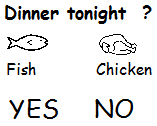 Dinner tonight ?
Fish Chicken
YES NO